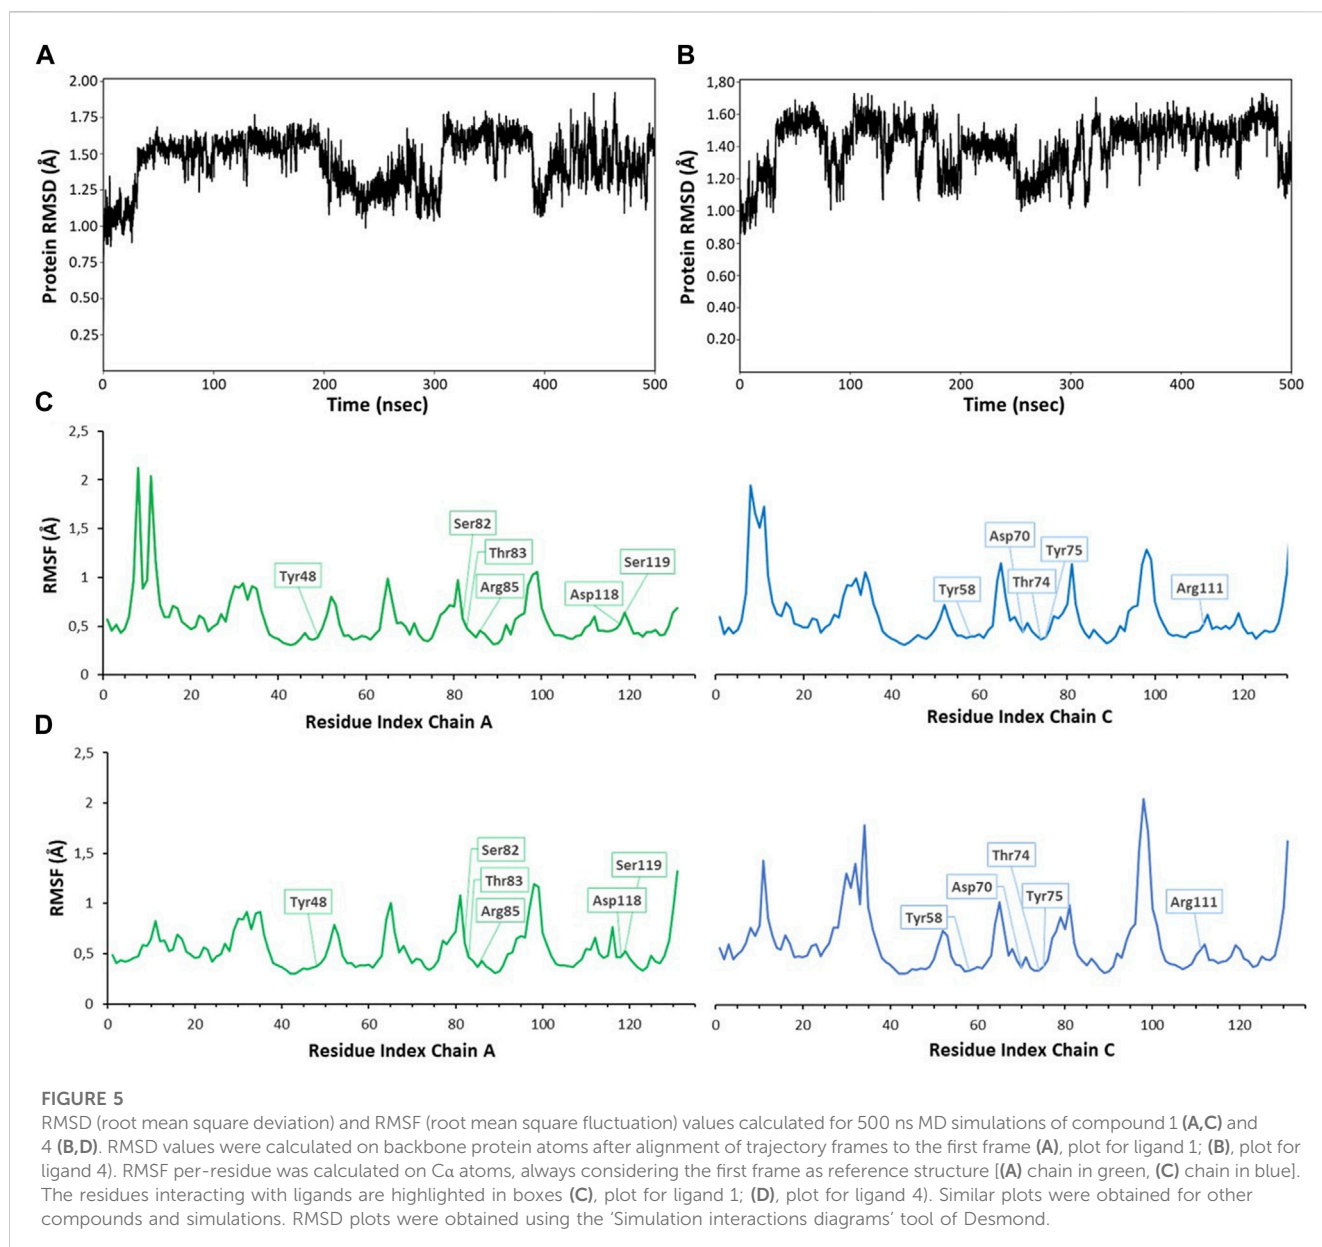 A
B
2.00
1.75
1.50
1.25
1.00
0.75
0.50
0.25
Protein RMSD (Å)
0 100 200 300 400 500
Time (nsec)
1,80
1.60
1.40
1.20
1.00
0.80
0.60
0.40
0.20
Protein RMSD (Å)
0 100 200 300 400 500
Time (nsec)
C
2,5
2
1,5
1
0,5
0
RMSF (Å)
Tyr48
Ser82
Thr83
Arg85
Asp118
Ser119
0 20 40 60 80 100 120
Residue Index Chain A
Tyr58
Asp70
Thr74
Tyr75
Arg111
0 20 40 60 80 100 120
Residue Index Chain C
D
2,5
2
1,5
1
0,5
0
RMSF (Å)
Tyr48
Ser82
Thr83
Arg85
Asp118
Ser119
0 20 40 60 80 100 120
Residue Index Chain A
Tyr58
Asp70
Thr74
Tyr75
Arg111
0 20 40 60 80 100 120
Residue Index Chain C
FIGURE 5
RMSD (root mean square deviation) and RMSF (root mean square fluctuation) values calculated for 500 ns MD simulations of compound 1 (A,C) and
4 (B,D). RMSD values were calculated on backbone protein atoms after alignment of trajectory frames to the first frame (A), plot for ligand 1; (B), plot for
ligand 4). RMSF per-residue was calculated on Cα atoms, always considering the first frame as reference structure [(A) chain in green, (C) chain in blue].
The residues interacting with ligands are highlighted in boxes (C), plot for ligand 1; (D), plot for ligand 4). Similar plots were obtained for other
compounds and simulations. RMSD plots were obtained using the ‘Simulation interactions diagrams’ tool of Desmond.